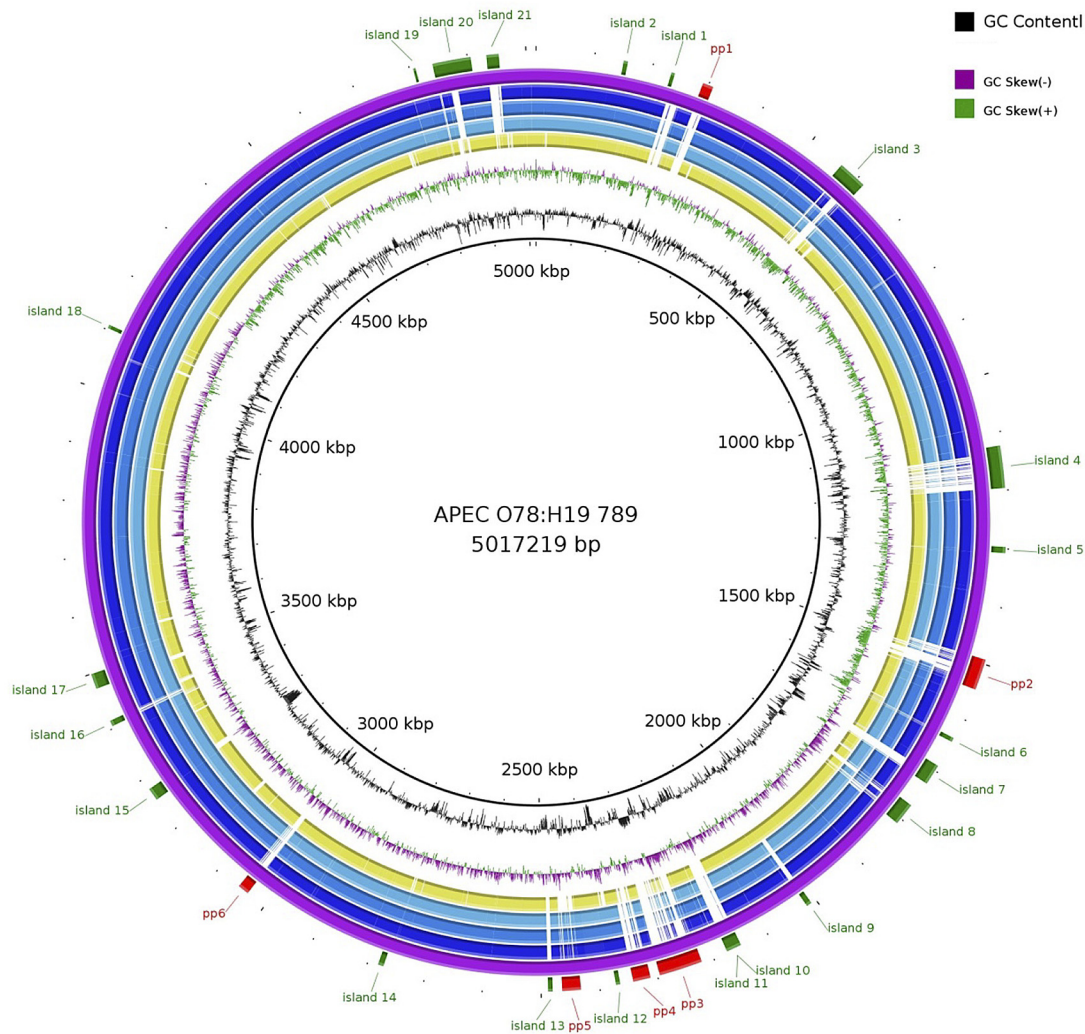 GC Contentl
GC Skew(-)
GC Skew(+)
island 21
island 20
island 19
island 2
island 1
pp1
island 3
island 4
island 5
pp2
island 6
island 7
island 8
island 9
island 10
island 11
pp3
pp4
island 12
pp5
island 13
island 14
pp6
island 15
island 16
island 17
island 18
5000 kbp
500 kbp
1000 kbp
1500 kbp
2000 kbp
2500 kbp
3000 kbp
3500 kbp
4000 kbp
4500 kbp
APEC O78:H19 789
5017219 bp